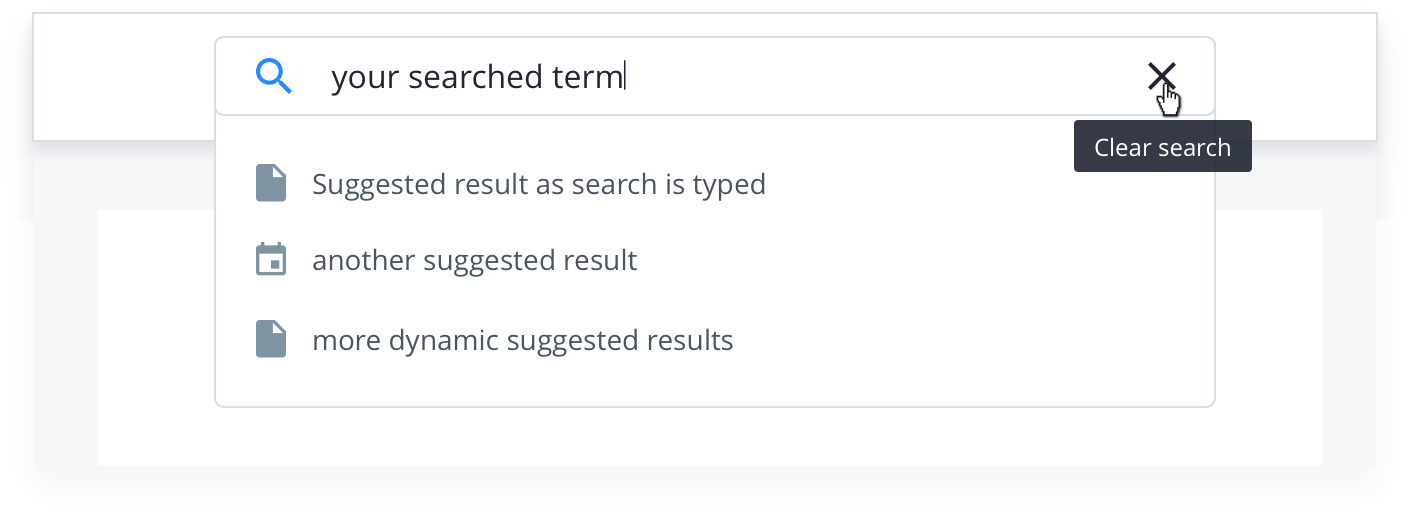 your searched term
Clear search
Suggested result as search is typed
another suggested result
more dynamic suggested results